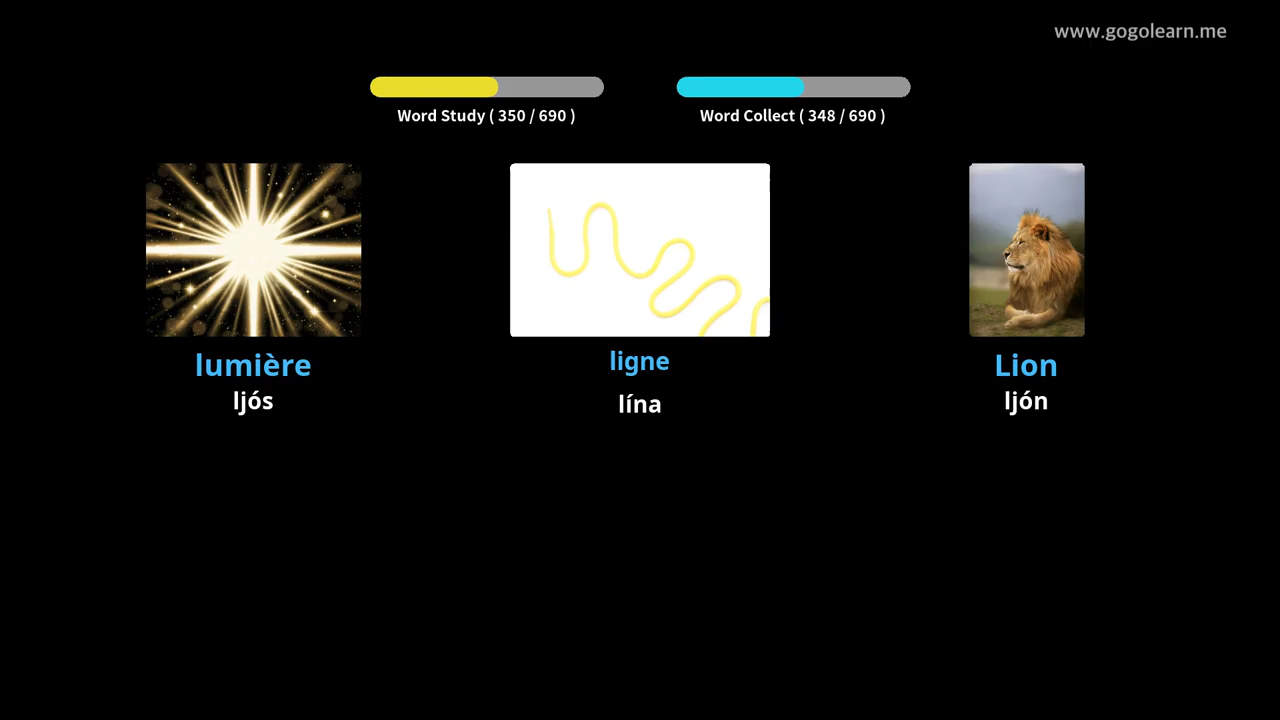 www.gogolearn.me
Word Study ( 350 / 690 )
Word Collect ( 348 / 690 )
lumière
ljós
ligne
lína
Lion
ljón